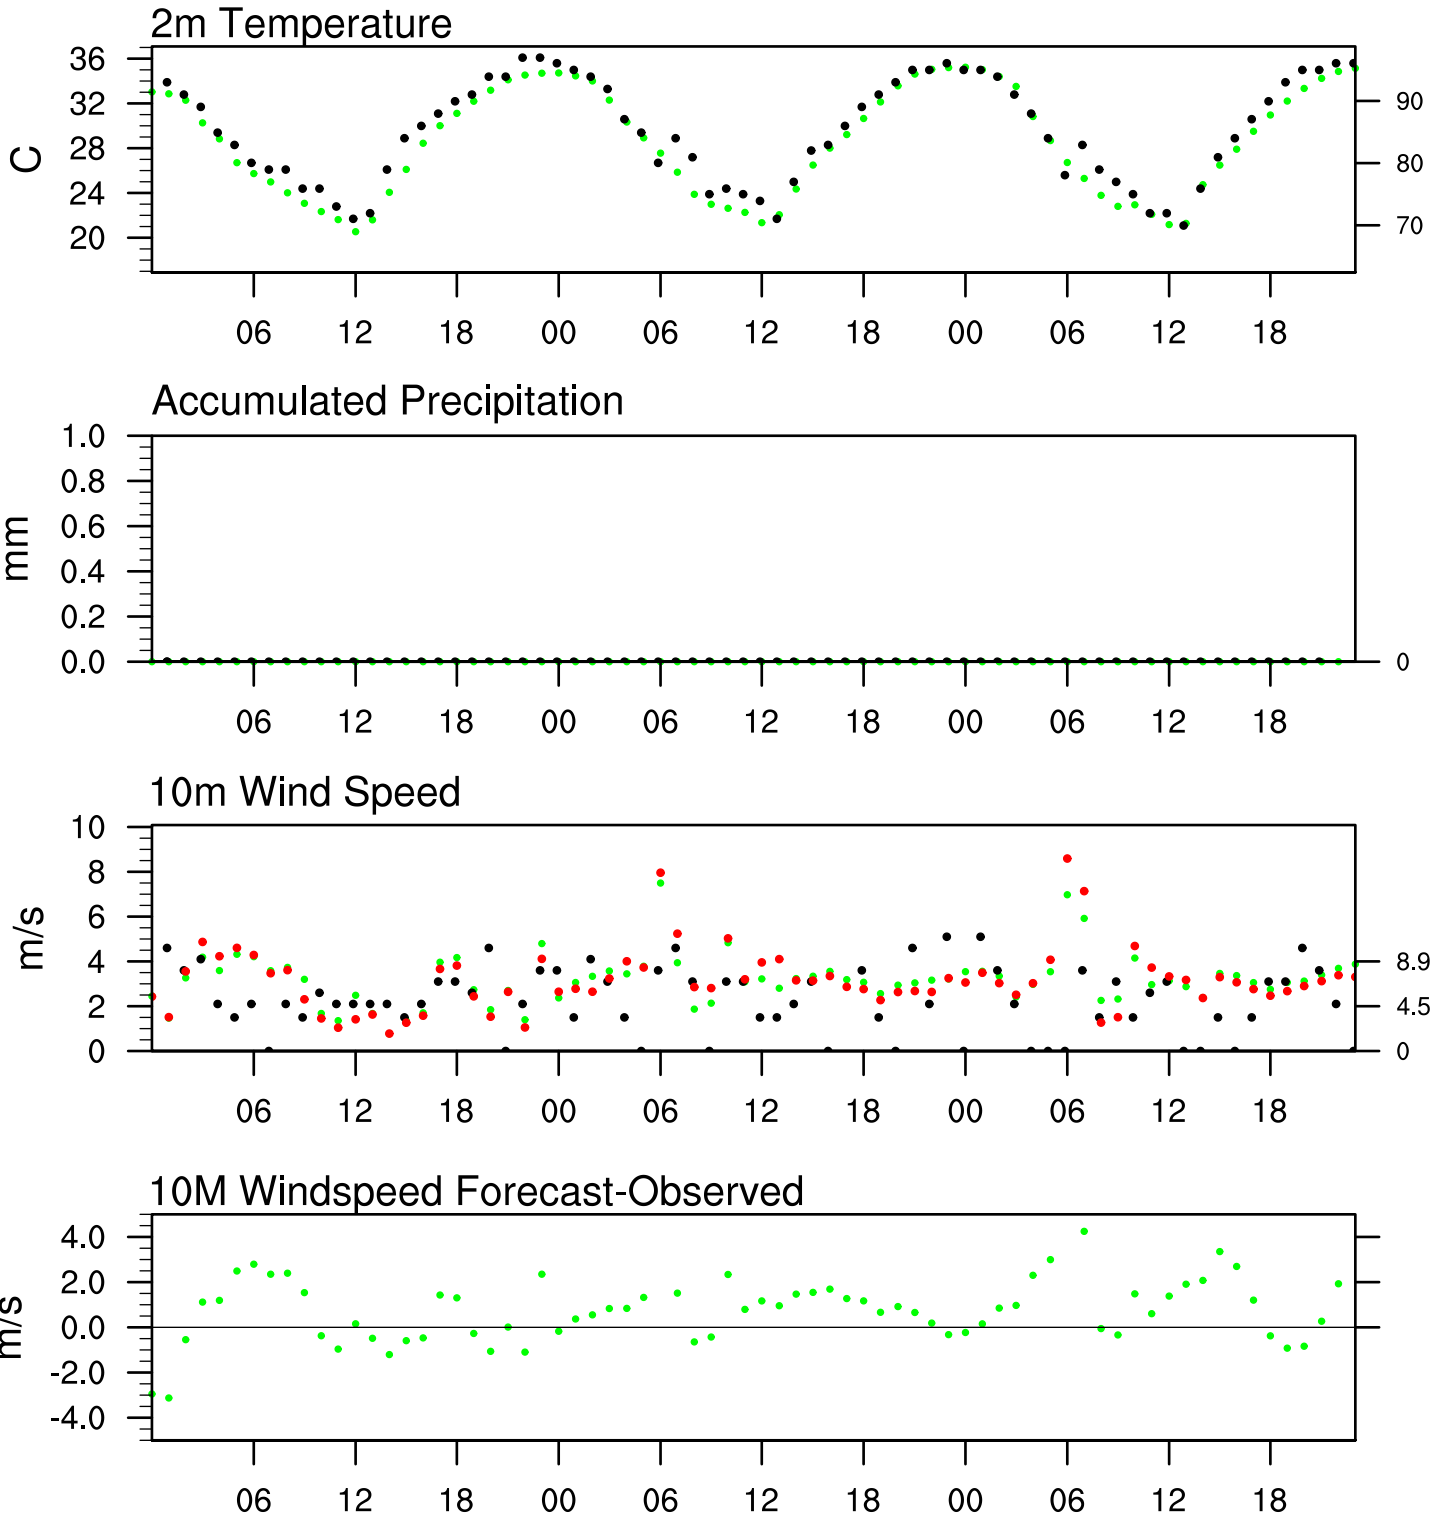 2m Temperature
C
36
32
28
24
20
90
80
70
06 12 18 00 06 12 18 00 06 12 18
Accumulated Precipitation
mm
1.0
0.8
0.6
0.4
0.2
0.0
0
06 12 18 00 06 12 18 00 06 12 18
10m Wind Speed
m/s
10
8
6
4
2
0
8.9
4.5
0
06 12 18 00 06 12 18 00 06 12 18
10M Windspeed Forecast-Observed
m/s
4.0
2.0
0.0
-2.0
-4.0
06 12 18 00 06 12 18 00 06 12 18